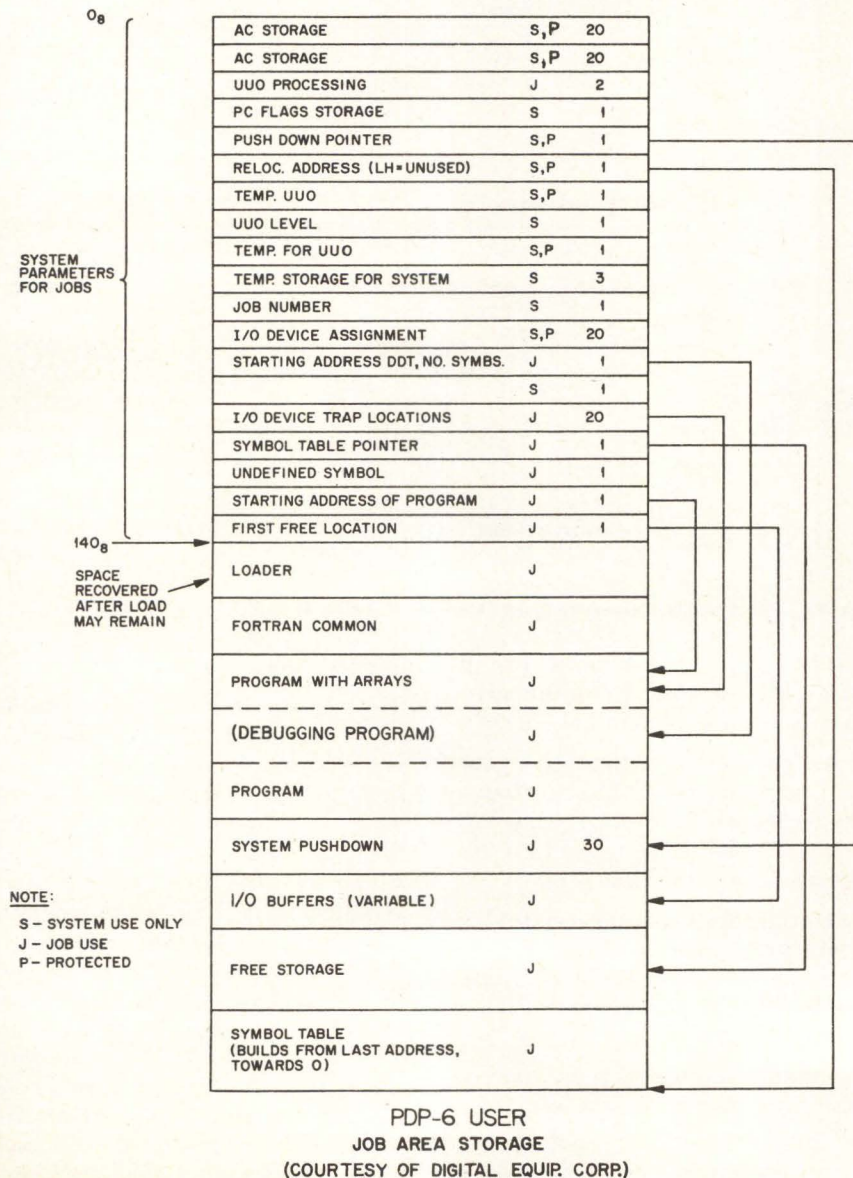 0₈
AC STORAGE S,P 20
AC STORAGE S,P 20
UUO PROCESSING J 2
PC FLAGS STORAGE S 1
PUSH DOWN POINTER S,P 1
RELOC. ADDRESS (LH=UNUSED) S,P 1
TEMP. UUO S,P 1
UUO LEVEL S 1
TEMP. FOR UUO S,P 1
SYSTEM
PARAMETERS
FOR JOBS
TEMP. STORAGE FOR SYSTEM S 3
JOB NUMBER S 1
I/O DEVICE ASSIGNMENT S,P 20
STARTING ADDRESS DDT, NO. SYMBS. J 1
S 1
I/O DEVICE TRAP LOCATIONS J 20
SYMBOL TABLE POINTER J 1
UNDEFINED SYMBOL J 1
STARTING ADDRESS OF PROGRAM J 1
FIRST FREE LOCATION J 1
140₈
SPACE
RECOVERED
AFTER LOAD
MAY REMAIN
LOADER J
FORTRAN COMMON J
PROGRAM WITH ARRAYS J
(DEBUGGING PROGRAM) J
PROGRAM J
SYSTEM PUSHDOWN J 30
I/O BUFFERS (VARIABLE) J
NOTE:
S - SYSTEM USE ONLY
J - JOB USE
P - PROTECTED
FREE STORAGE J
SYMBOL TABLE
(BUILDS FROM LAST ADDRESS, J
TOWARDS 0)
PDP-6 USER
JOB AREA STORAGE
(COURTESY OF DIGITAL EQUIP. CORP.)